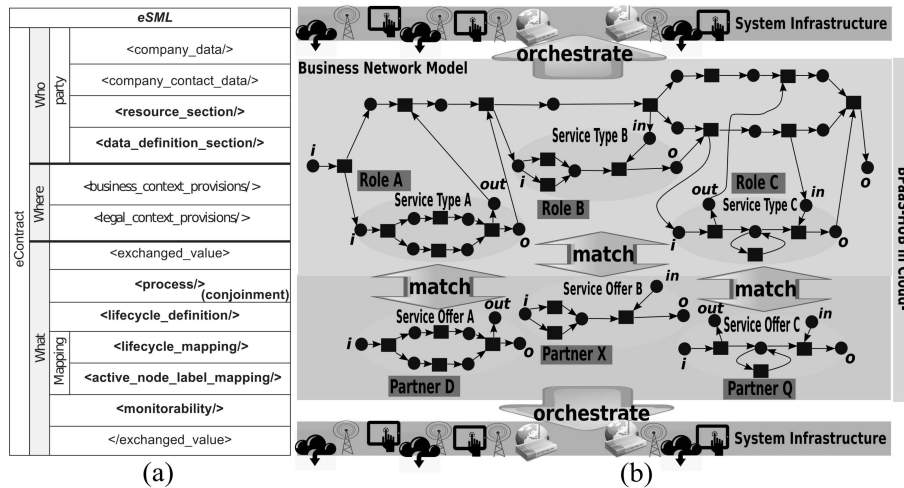 eSML
eContract
Who
party
<company_data/>
<company_contact_data/>
<resource_section/>
<data_definition_section/>
Where
<business_context_provisions/>
<legal_context_provisions/>
What
<exchanged_value>
<process/>
(conjoinment)
<lifecycle_definition/>
Mapping
<lifecycle_mapping/>
<active_node_label_mapping/>
<monitorability/>
</exchanged_value>
(a)
System Infrastructure
orchestrate
Business Network Model
i
Role A
Service Type A
out
i
o
Service Type B
in
i
o
Role B
Role C
out
in
Service Type C
i
o
o
match
match
match
Service Offer A
out
i
o
Partner D
Service Offer B
in
i
o
Partner X
out
Service Offer C
in
i
o
Partner Q
orchestrate
System Infrastructure
(b)